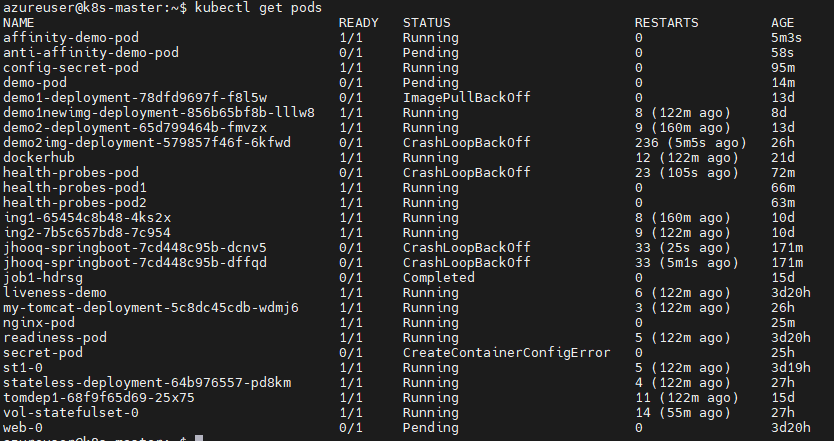 azureuser@k8s-master:~$ kubectl get pods
NAME READY STATUS RESTARTS AGE
affinity-demo-pod 1/1 Running 0 5m3s
anti-affinity-demo-pod 0/1 Pending 0 58s
config-secret-pod 1/1 Running 0 95m
demo-pod 0/1 Pending 0 14m
demo1-deployment-78dfd9697f-f8l5w 0/1 ImagePullBackOff 0 13d
demo1newimg-deployment-856b65bf8b-lllw8 1/1 Running 8 (122m ago) 8d
demo2-deployment-65d799464b-fmvzx 1/1 Running 9 (160m ago) 13d
demo2img-deployment-579857f46f-6kfwd 0/1 CrashLoopBackOff 236 (5m5s ago) 26h
dockerhub 1/1 Running 12 (122m ago) 21d
health-probes-pod 0/1 CrashLoopBackOff 23 (105s ago) 72m
health-probes-pod1 1/1 Running 0 66m
health-probes-pod2 1/1 Running 0 63m
ing1-65454c8b48-4ks2x 1/1 Running 8 (160m ago) 10d
ing2-7b5c657bd8-7c954 1/1 Running 9 (122m ago) 10d
jhooq-springboot-7cd448c95b-dcnv5 0/1 CrashLoopBackOff 33 (25s ago) 171m
jhooq-springboot-7cd448c95b-dffqd 0/1 CrashLoopBackOff 33 (5m1s ago) 171m
job1-hdrsg 0/1 Completed 0 15d
liveness-demo 1/1 Running 6 (122m ago) 3d20h
my-tomcat-deployment-5c8dc45cdb-wdmj6 1/1 Running 3 (122m ago) 26h
nginx-pod 1/1 Running 0 25m
readiness-pod 1/1 Running 5 (122m ago) 3d20h
secret-pod 0/1 CreateContainerConfigError 0 25h
st1-0 1/1 Running 5 (122m ago) 3d19h
stateless-deployment-64b976557-pd8km 1/1 Running 4 (122m ago) 27h
tomdep1-68f9f65d69-25x75 1/1 Running 11 (122m ago) 15d
vol-statefulset-0 1/1 Running 14 (55m ago) 27h
web-0 0/1 Pending 0 3d20h
azureuser@k8s-master:~$